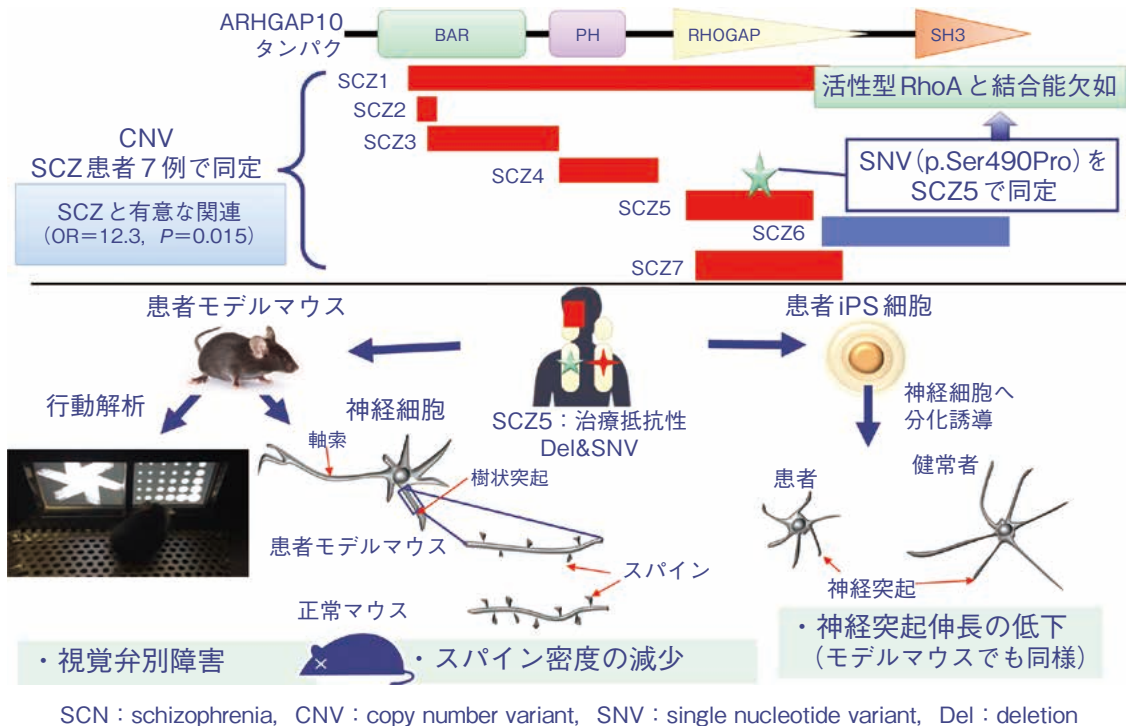 ARHGAP10
タンパク
BAR
PH
RHOGAP
SH3
SCZ1
SCZ2
SCZ3
SCZ4
SCZ5
SCZ6
SCZ7
CNV
SCZ患者7例で同定
SCZと有意な関連
(OR=12.3, P=0.015)
活性型RhoAと結合能欠如
SNV(p.Ser490Pro)を
SCZ5で同定
患者モデルマウス
行動解析
神経細胞
軸索
樹状突起
患者モデルマウス
スパイン
正常マウス
・視覚弁別障害
・スパイン密度の減少
SCZ5:治療抵抗性
Del&SNV
患者iPS細胞
神経細胞へ
分化誘導
患者
健常者
神経突起
・神経突起伸長の低下
(モデルマウスでも同様)
SCN:schizophrenia, CNV:copy number variant, SNV:single nucleotide variant, Del:deletion